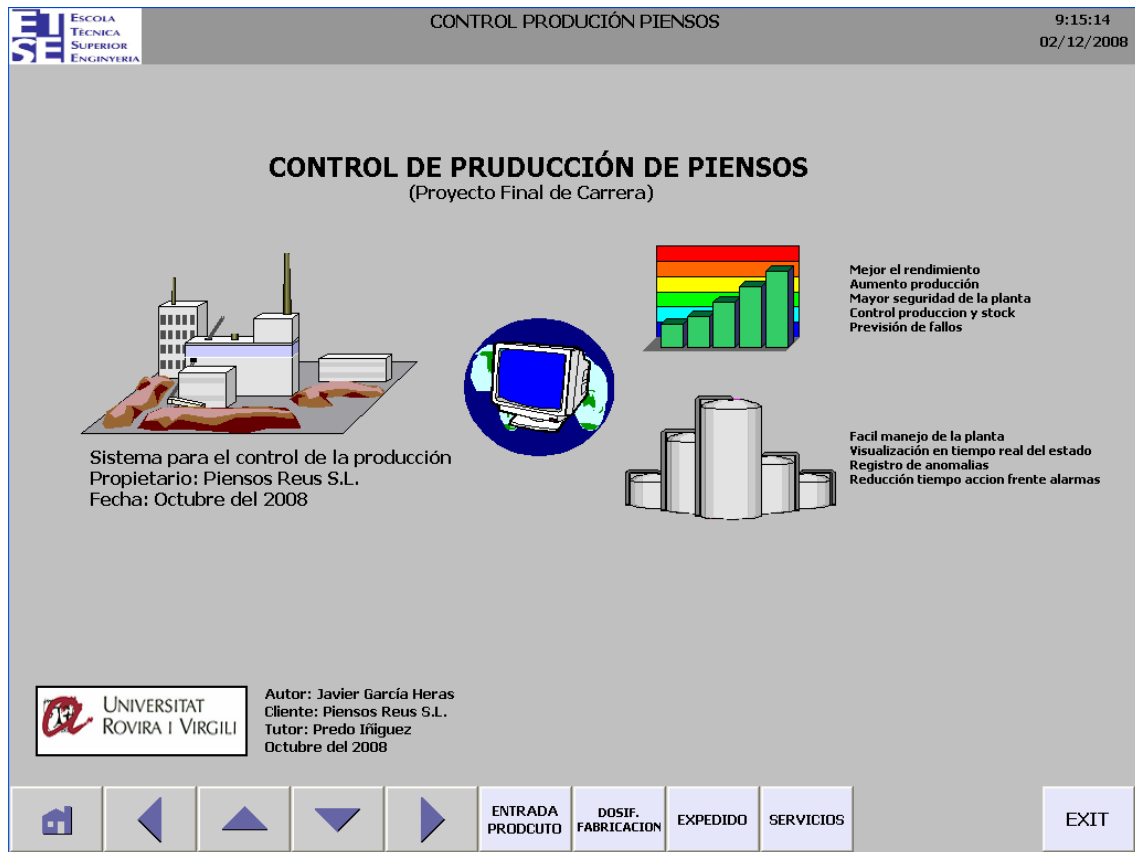 ESCOLA
TÈCNICA
SUPERIOR
ENGINYERIA
CONTROL PRODUCIÓN PIENSOS
9:15:14
02/12/2008
CONTROL DE PRUDUCCIÓN DE PIENSOS
(Proyecto Final de Carrera)
Mejor el rendimiento
Aumento producción
Mayor seguridad de la planta
Control produccion y stock
Previsión de fallos
Sistema para el control de la producción
Propietario: Piensos Reus S.L.
Fecha: Octubre del 2008
Facil manejo de la planta
Visualización en tiempo real del estado
Registro de anomalias
Reducción tiempo accion frente alarmas
UNIVERSITAT
ROVIRA I VIRGILI
Autor: Javier García Heras
Cliente: Piensos Reus S.L.
Tutor: Predo Iñiguez
Octubre del 2008
ENTRADA
PRODCUTO
DOSIF.
FABRICACION
EXPEDIDO
SERVICIOS
EXIT